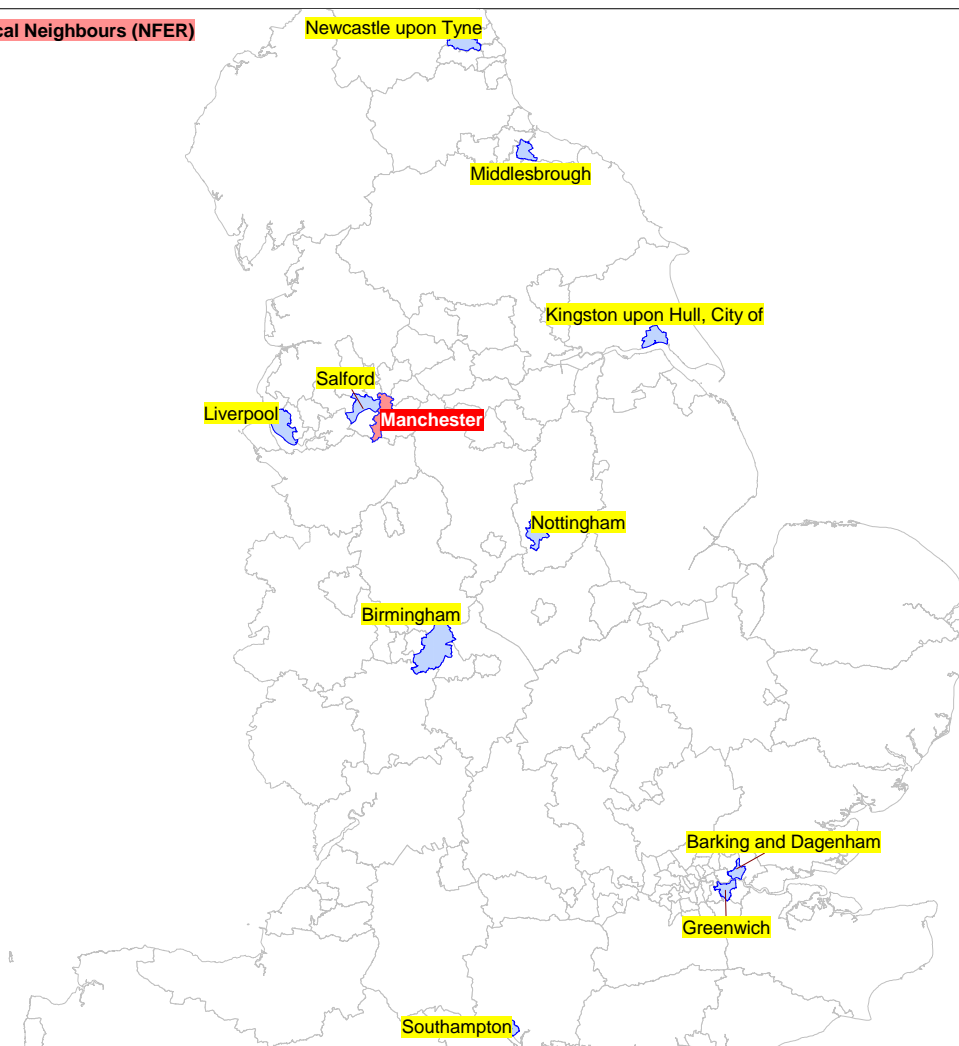 cal Neighbours (NFER)
Newcastle upon Tyne
Middlesbrough
Kingston upon Hull, City of
Salford
Liverpool
Manchester
Nottingham
Birmingham
Barking and Dagenham
Greenwich
Southampton